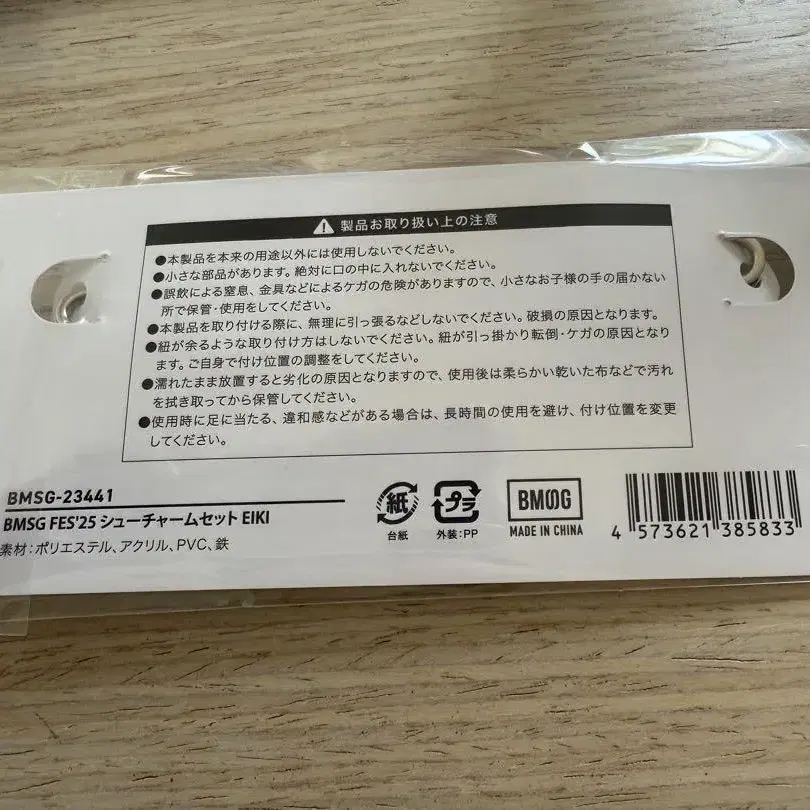 製品お取り扱い上の注意
●本製品を本来の用途以外には使用しないでください。
●小さな部品があります。絶対に口の中に入れないでください。
●誤飲による窒息、金具などによるケガの危険がありますので、小さなお子様の手の届かない
所で保管・使用をしてください。
●本製品を取り付ける際に、無理に引っ張るなどしないでください。破損の原因となります。
●紐が余るような取り付け方はしないでください。紐が引っ掛かり転倒・ケガの原因となり
ます。ご自身で付け位置の調整をしてください。
●濡れたまま放置すると劣化の原因となりますので、使用後は柔らかい乾いた布などで汚れ
を拭き取ってから保管してください。
●使用時に足に当たる、違和感などがある場合は、長時間の使用を避け、付け位置を変更
してください。
BMSG-23441
BMSG FES'25 シューチャームセット EIKI
素材：ポリエステル、アクリル、PVC、鉄
紙
台紙
プラ
外装：PP
BMSG
MADE IN CHINA
4 573621 385833